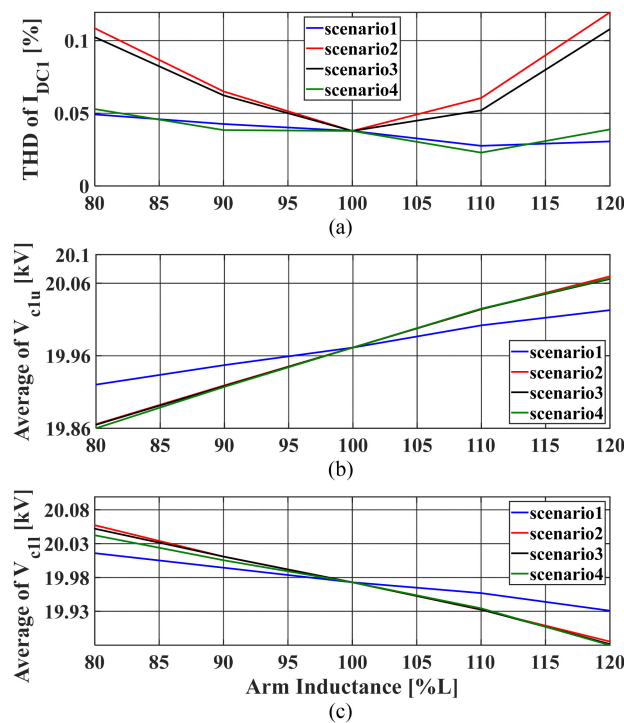 THD of I_DC1 [%]
0.1
0.05
0
scenario1
scenario2
scenario3
scenario4
80 85 90 95 100 105 110 115 120
(a)
Average of V_c1u [kV]
20.1
20.06
19.96
19.86
scenario1
scenario2
scenario3
scenario4
80 85 90 95 100 105 110 115 120
(b)
Average of V_c1l [kV]
20.08
20.03
19.98
19.93
scenario1
scenario2
scenario3
scenario4
80 85 90 95 100 105 110 115 120
Arm Inductance [%L]
(c)